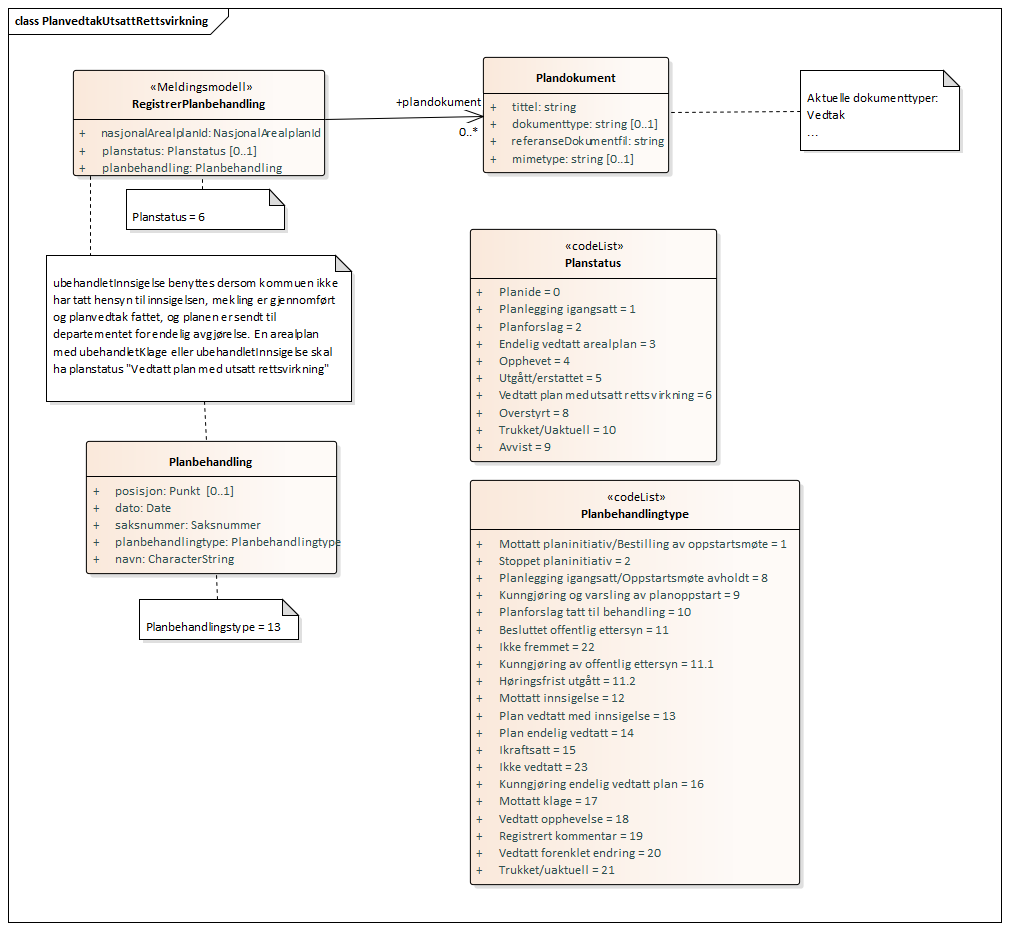 class PlanvedtakUtsattRettsvirkning
«Meldingsmodell»
RegistrerPlanbehandling
+ nasjonalArealplanId: NasjonalArealplanId
+ planstatus: Planstatus [0..1]
+ planbehandling: Planbehandling
+plandokument
0..*
Plandokument
+ tittel: string
+ dokumenttype: string [0..1]
+ referanseDokumentfil: string
+ mimetype: string [0..1]
Aktuelle dokumenttyper:
Vedtak
...
Planstatus = 6
ubehandletInnsigelse benyttes dersom kommuen ikke
har tatt hensyn til innsigelsen, mekling er gjennomført
og planvedtak fattet, og planen er sendt til
departementet for endelig avgjørelse. En arealplan
med ubehandletKlage eller ubehandletInnsigelse skal
ha planstatus "Vedtatt plan med utsatt rettsvirkning"
«codeList»
Planstatus
+ Planide = 0
+ Planlegging igangsatt = 1
+ Planforslag = 2
+ Endelig vedtatt arealplan = 3
+ Opphevet = 4
+ Utgått/erstattet = 5
+ Vedtatt plan med utsatt rettsvirkning = 6
+ Overstyrt = 8
+ Trukket/Uaktuell = 10
+ Avvist = 9
Planbehandling
+ posisjon: Punkt [0..1]
+ dato: Date
+ saksnummer: Saksnummer
+ planbehandlingtype: Planbehandlingtype
+ navn: CharacterString
Planbehandlingstype = 13
«codeList»
Planbehandlingtype
+ Mottatt planinitiativ/Bestilling av oppstartsmøte = 1
+ Stoppet planinitiativ = 2
+ Planlegging igangsatt/Oppstartsmøte avholdt = 8
+ Kunngjøring og varsling av planoppstart = 9
+ Planforslag tatt til behandling = 10
+ Besluttet offentlig ettersyn = 11
+ Ikke fremmet = 22
+ Kunngjøring av offentlig ettersyn = 11.1
+ Høringsfrist utgått = 11.2
+ Mottatt innsigelse = 12
+ Plan vedtatt med innsigelse = 13
+ Plan endelig vedtatt = 14
+ Ikraftsatt = 15
+ Ikke vedtatt = 23
+ Kunngjøring endelig vedtatt plan = 16
+ Mottatt klage = 17
+ Vedtatt opphevelse = 18
+ Registrert kommentar = 19
+ Vedtatt forenklet endring = 20
+ Trukket/uaktuell = 21